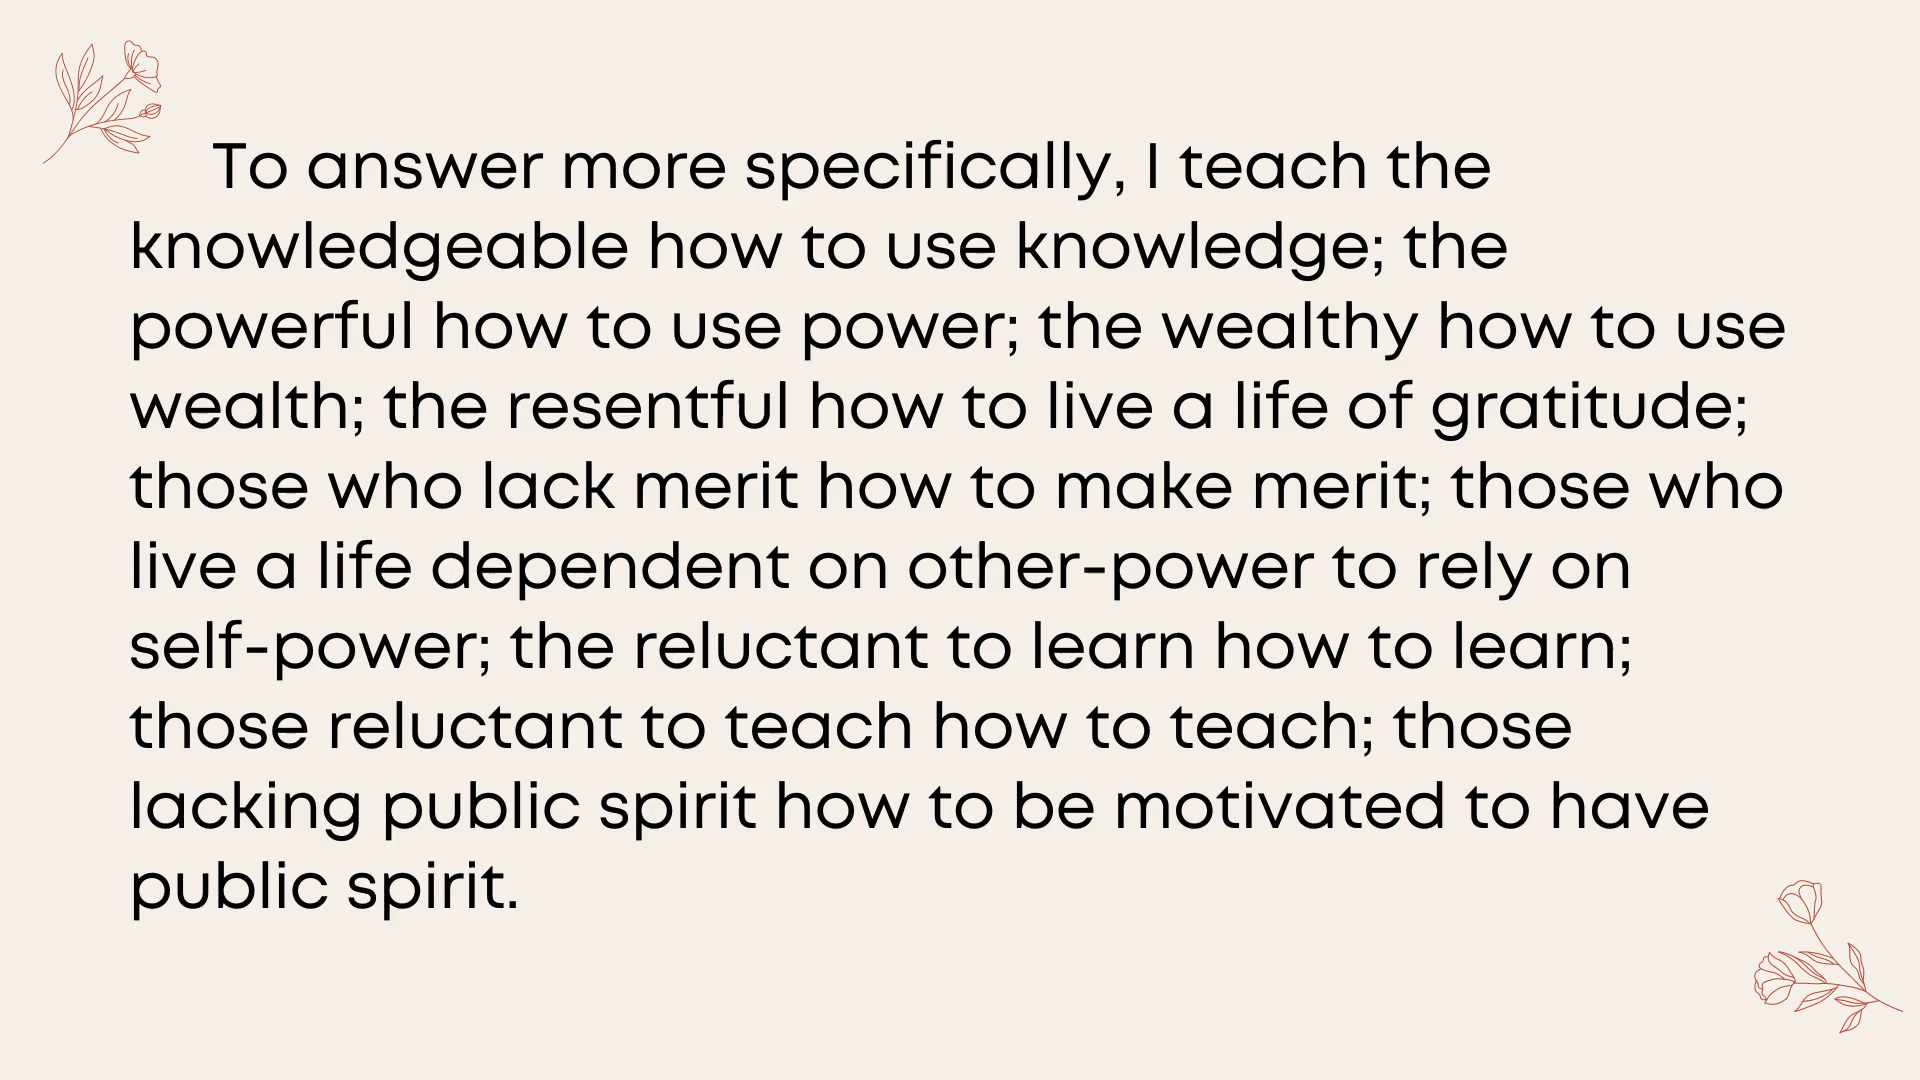 To answer more specifically, I teach the
knowledgeable how to use knowledge; the
powerful how to use power; the wealthy how to use
wealth; the resentful how to live a life of gratitude;
those who lack merit how to make merit; those who
live a life dependent on other-power to rely on
self-power; the reluctant to learn how to learn;
those reluctant to teach how to teach; those
lacking public spirit how to be motivated to have
public spirit.